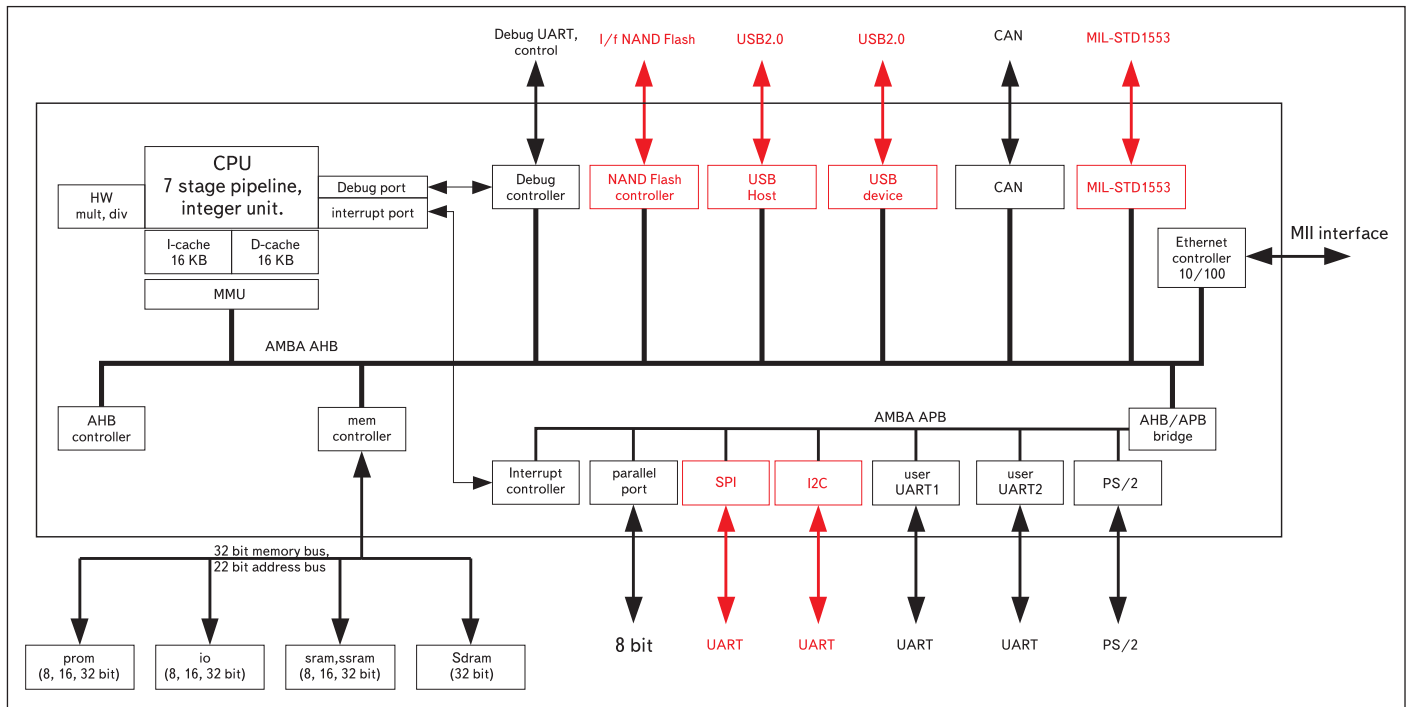 Debug UART,
control
I/f NAND Flash
USB2.0
USB2.0
CAN
MIL-STD1553
CPU
7 stage pipeline,
integer unit.
HW
mult, div
Debug port
interrupt port
I-cache
16 KB
D-cache
16 KB
MMU
Debug
controller
NAND Flash
controller
USB
Host
USB
device
CAN
MIL-STD1553
Ethernet
controller
10/100
MII interface
AMBA AHB
AHB
controller
mem
controller
AMBA APB
AHB/APB
bridge
Interrupt
controller
parallel
port
SPI
I2C
user
UART1
user
UART2
PS/2
32 bit memory bus,
22 bit address bus
8 bit
UART
UART
UART
UART
PS/2
prom
(8, 16, 32 bit)
io
(8, 16, 32 bit)
sram,ssram
(8, 16, 32 bit)
Sdram
(32 bit)